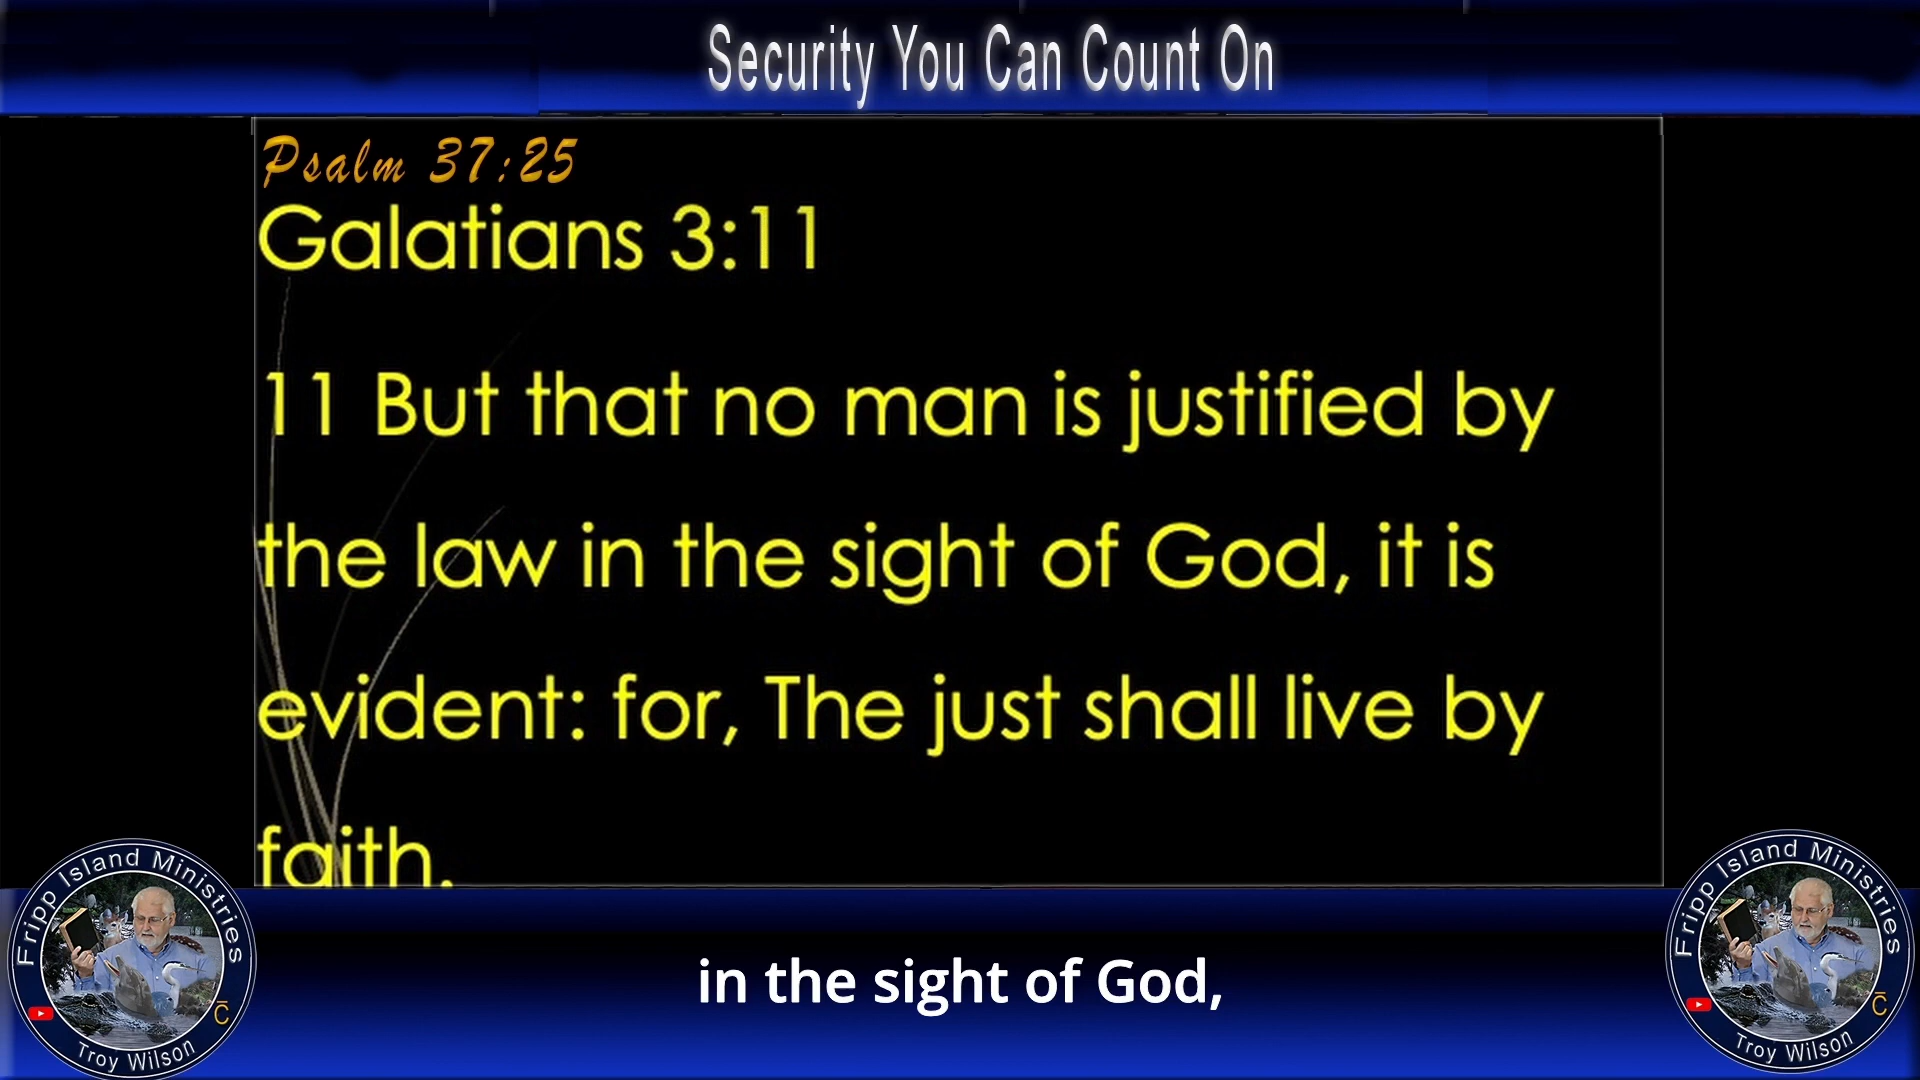 Security You Can Count On
Psalm 37:25
Galatians 3:11
11 But that no man is justified by
the law in the sight of God, it is
evident: for, The just shall live by
faith.
Fripp Island Ministries
C̅
Troy Wilson
in the sight of God,
Fripp Island Ministries
C̅
Troy Wilson